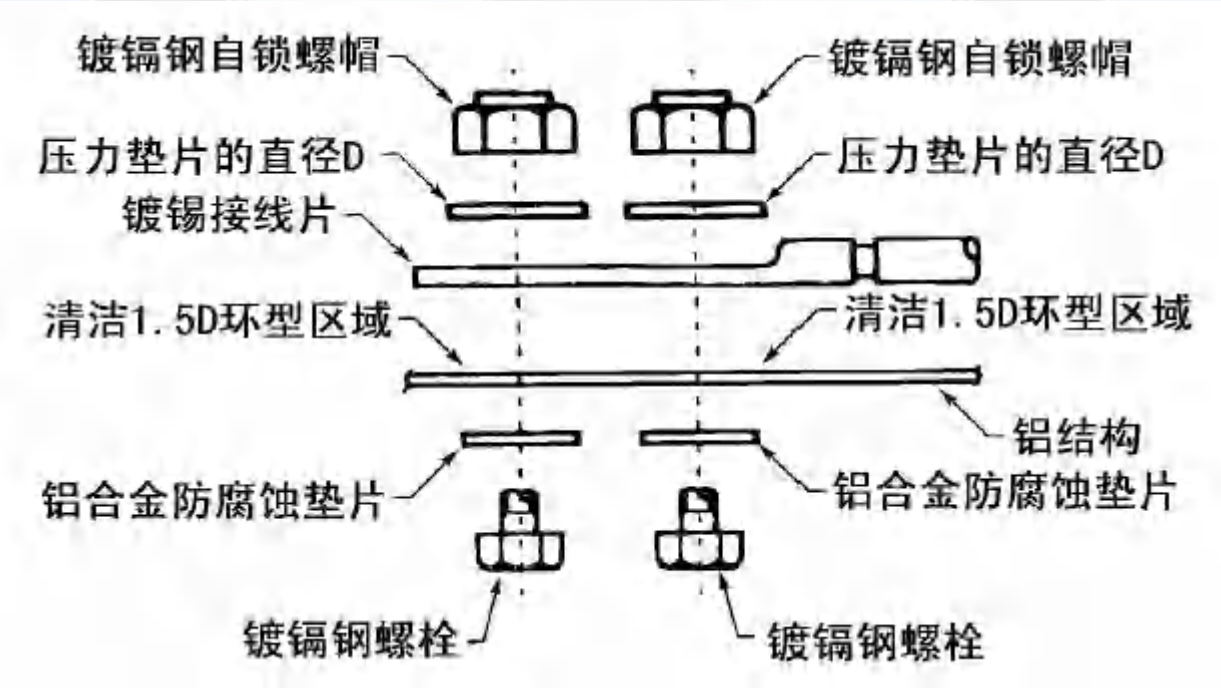 镀镉钢自锁螺帽
镀镉钢自锁螺帽
压力垫片的直径D
压力垫片的直径D
镀锡接线片
清洁1.5D环型区域
清洁1.5D环型区域
铝结构
铝合金防腐蚀垫片
铝合金防腐蚀垫片
镀镉钢螺栓
镀镉钢螺栓